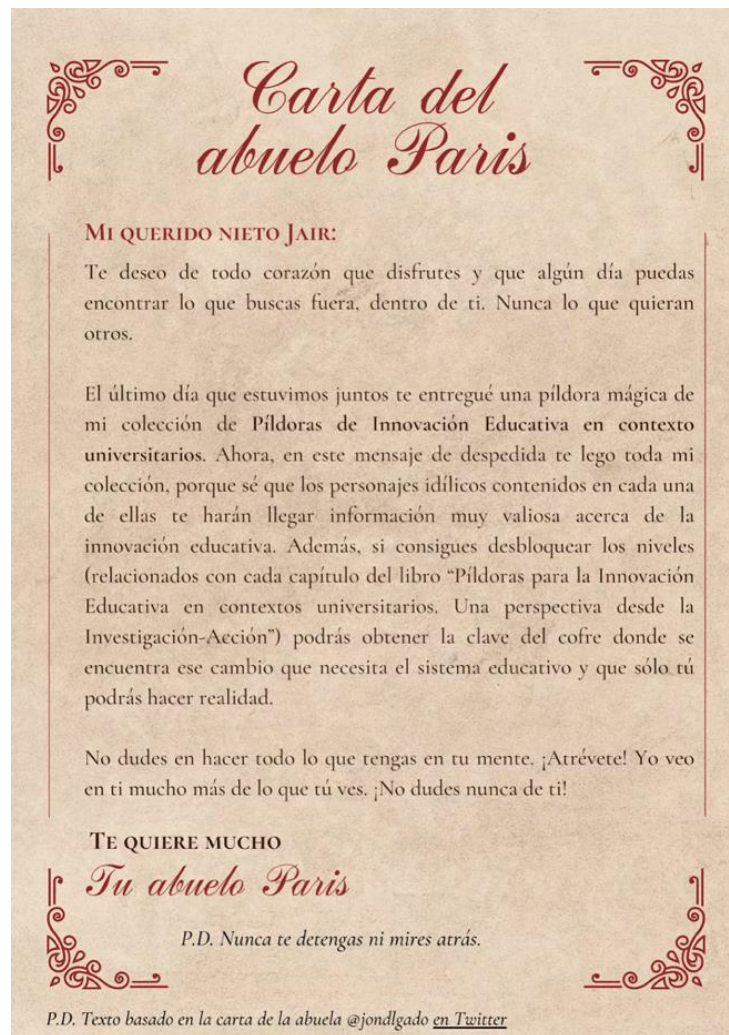 Carta del
abuelo Paris
MI QUERIDO NIETO JAIR:
Te deseo de todo corazón que disfrutes y que algún día puedas
encontrar lo que buscas fuera, dentro de ti. Nunca lo que quieran
otros.
El último día que estuvimos juntos te entregué una píldora mágica de
mi colección de Píldoras de Innovación Educativa en contexto
universitarios. Ahora, en este mensaje de despedida te lego toda mi
colección, porque sé que los personajes idílicos contenidos en cada una
de ellas te harán llegar información muy valiosa acerca de la
innovación educativa. Además, si consigues desbloquear los niveles
(relacionados con cada capítulo del libro “Píldoras para la Innovación
Educativa en contextos universitarios. Una perspectiva desde la
Investigación-Acción”) podrás obtener la clave del cofre donde se
encuentra ese cambio que necesita el sistema educativo y que sólo tú
podrás hacer realidad.
No dudes en hacer todo lo que tengas en tu mente. ¡Atrévete! Yo veo
en ti mucho más de lo que tú ves. ¡No dudes nunca de ti!
TE QUIERE MUCHO
Tu abuelo Paris
P.D. Nunca te detengas ni mires atrás.
P.D. Texto basado en la carta de la abuela @jondlgado en Twitter